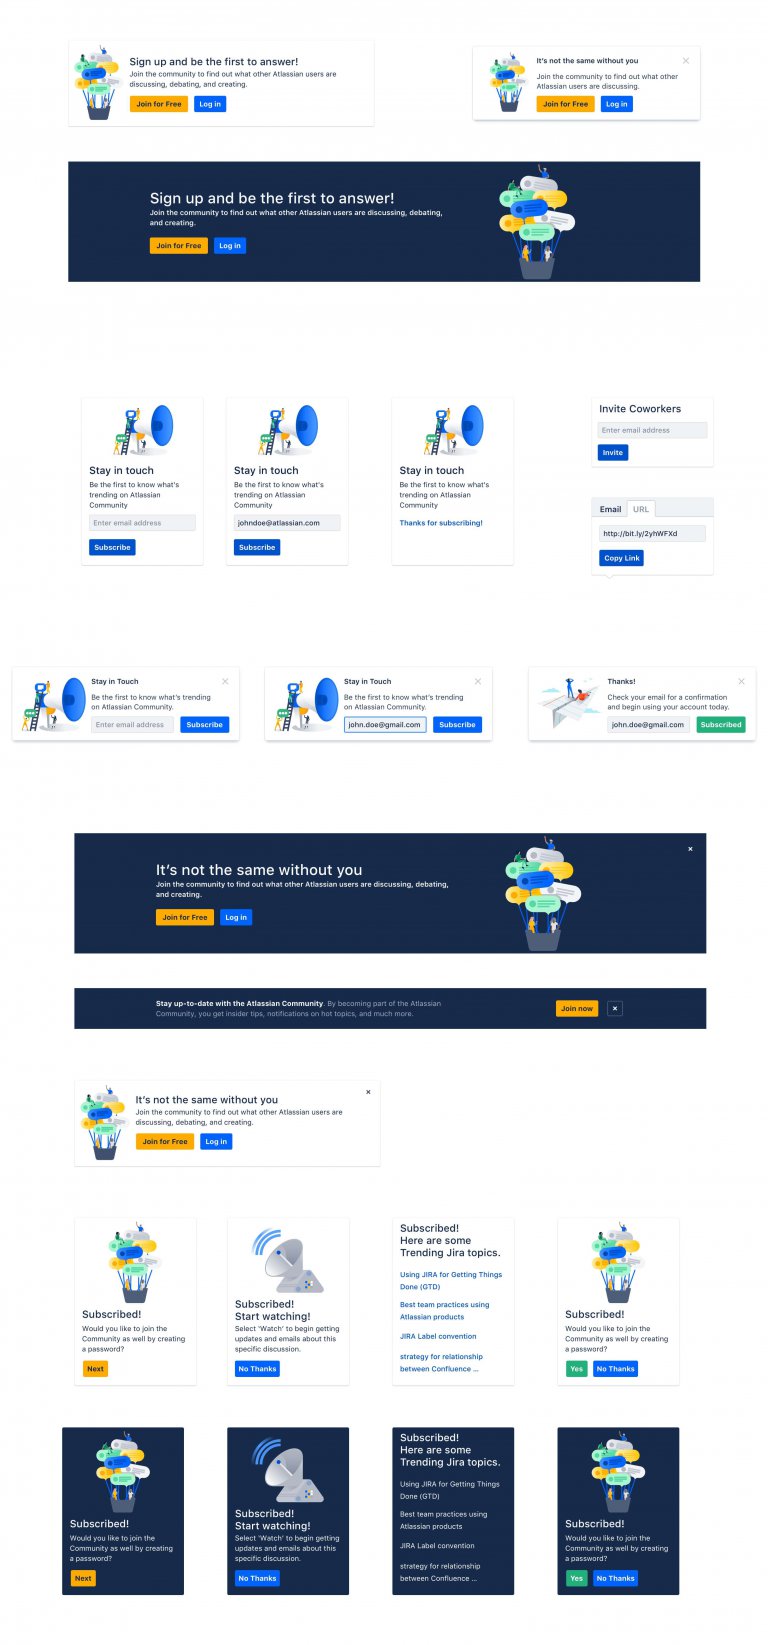 Sign up and be the first to answer!
Join the community to find out what other Atlassian users are
discussing, debating, and creating.
Join for Free
Log in
It's not the same without you
Join the community to find out what other
Atlassian users are discussing.
Join for Free
Log in
Sign up and be the first to answer!
Join the community to find out what other Atlassian users are discussing, debating,
and creating.
Join for Free
Log in
Stay in touch
Be the first to know what's
trending on Atlassian
Community
Enter email address
Subscribe
Stay in touch
Be the first to know what's
trending on Atlassian
Community
johndoe@atlassian.com
Subscribe
Stay in touch
Be the first to know what's
trending on Atlassian
Community
Thanks for subscribing!
Invite Coworkers
Enter email address
Invite
Email
URL
http://bit.ly/2yhWFXd
Copy Link
Stay in Touch
Be the first to know what's trending
on Atlassian Community.
Enter email address
Subscribe
Stay in Touch
Be the first to know what's trending
on Atlassian Community.
john.doe@gmail.com
Subscribe
Thanks!
Check your email for a confirmation
and begin using your account today.
john.doe@gmail.com
Subscribed
It's not the same without you
Join the community to find out what other Atlassian users are discussing, debating,
and creating.
Join for Free
Log in
Stay up-to-date with the Atlassian Community. By becoming part of the Atlassian
Community, you get insider tips, notifications on hot topics, and much more.
Join now
It's not the same without you
Join the community to find out what other Atlassian users are
discussing, debating, and creating.
Join for Free
Log in
Subscribed!
Would you like to join the
Community as well by creating
a password?
Next
Subscribed!
Start watching!
Select 'Watch' to begin getting
updates and emails about this
specific discussion.
No Thanks
Subscribed!
Here are some
Trending Jira topics.
Using JIRA for Getting Things
Done (GTD)
Best team practices using
Atlassian products
JIRA Label convention
strategy for relationship
between Confluence ...
Subscribed!
Would you like to join the
Community as well by creating
a password?
Yes
No Thanks
Subscribed!
Would you like to join the
Community as well by creating
a password?
Next
Subscribed!
Start watching!
Select 'Watch' to begin getting
updates and emails about this
specific discussion.
No Thanks
Subscribed!
Here are some
Trending Jira topics.
Using JIRA for Getting Things
Done (GTD)
Best team practices using
Atlassian products
JIRA Label convention
strategy for relationship
between Confluence ...
Subscribed!
Would you like to join the
Community as well by creating
a password?
Yes
No Thanks